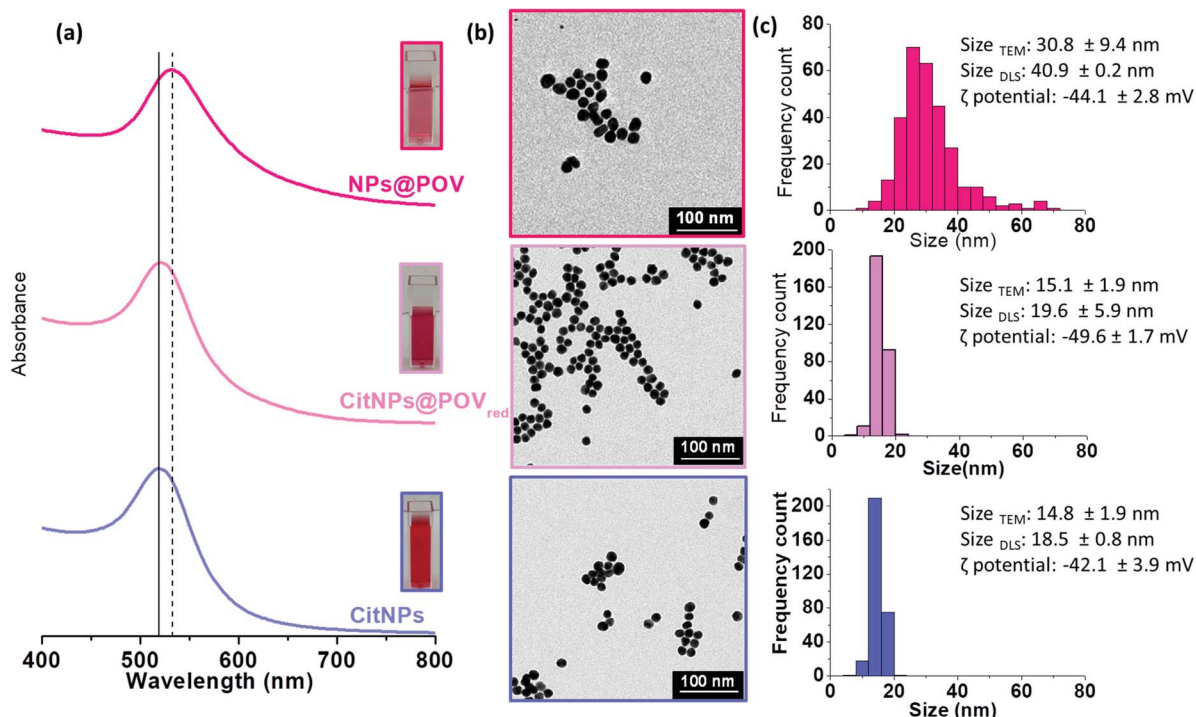 (a)
NPs@POV
CitNPs@POVred
CitNPs
Absorbance
400 500 600 700 800
Wavelength (nm)
(b)
100 nm
100 nm
100 nm
(c)
80
60
40
20
0
Frequency count
0 20 40 60 80
Size (nm)
Size TEM: 30.8 ± 9.4 nm
Size DLS: 40.9 ± 0.2 nm
ζ potential: -44.1 ± 2.8 mV
200
160
120
80
40
0
Frequency count
0 20 40 60 80
Size(nm)
Size TEM: 15.1 ± 1.9 nm
Size DLS: 19.6 ± 5.9 nm
ζ potential: -49.6 ± 1.7 mV
200
160
120
80
40
0
Frequency count
0 20 40 60 80
Size (nm)
Size TEM: 14.8 ± 1.9 nm
Size DLS: 18.5 ± 0.8 nm
ζ potential: -42.1 ± 3.9 mV